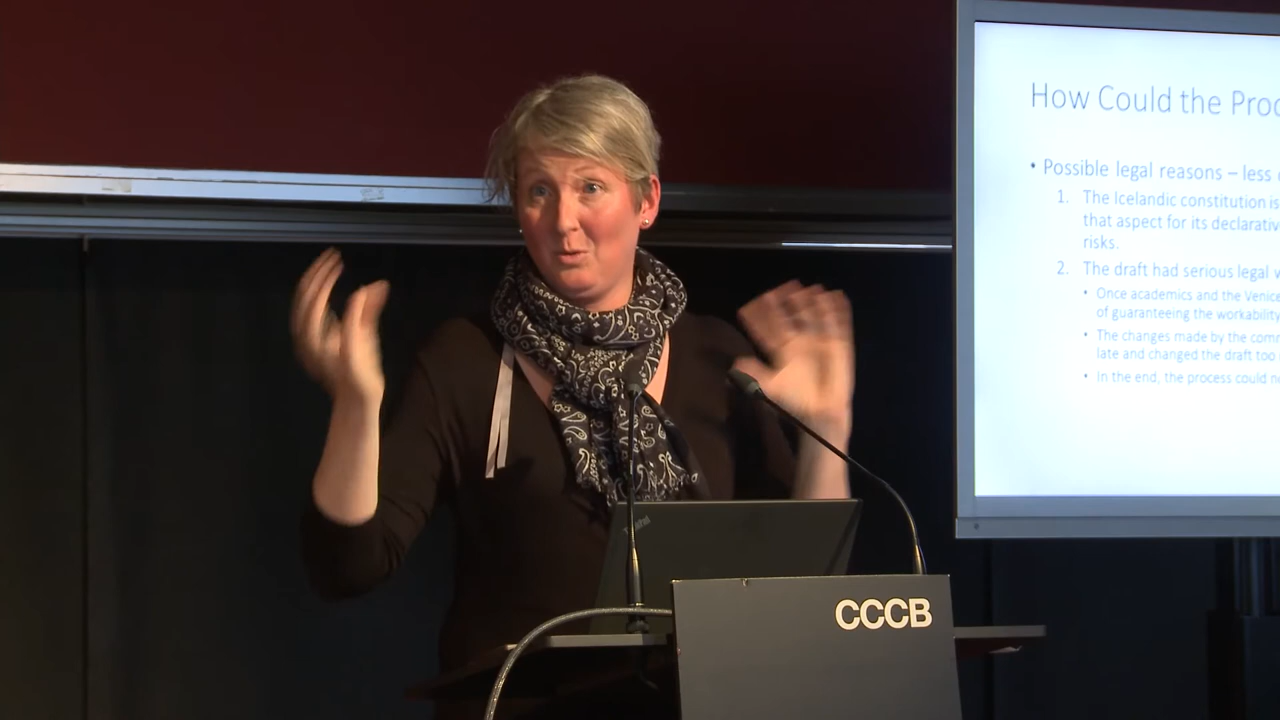 How Could the Proc
• Possible legal reasons – less
1. The Icelandic constitution is
that aspect for its declarativ
risks.
2. The draft had serious legal
• Once academics and the Venice
of guaranteeing the workability
• The changes made by the com
late and changed the draft too
• In the end, the process could
ThinkPad
CCCB